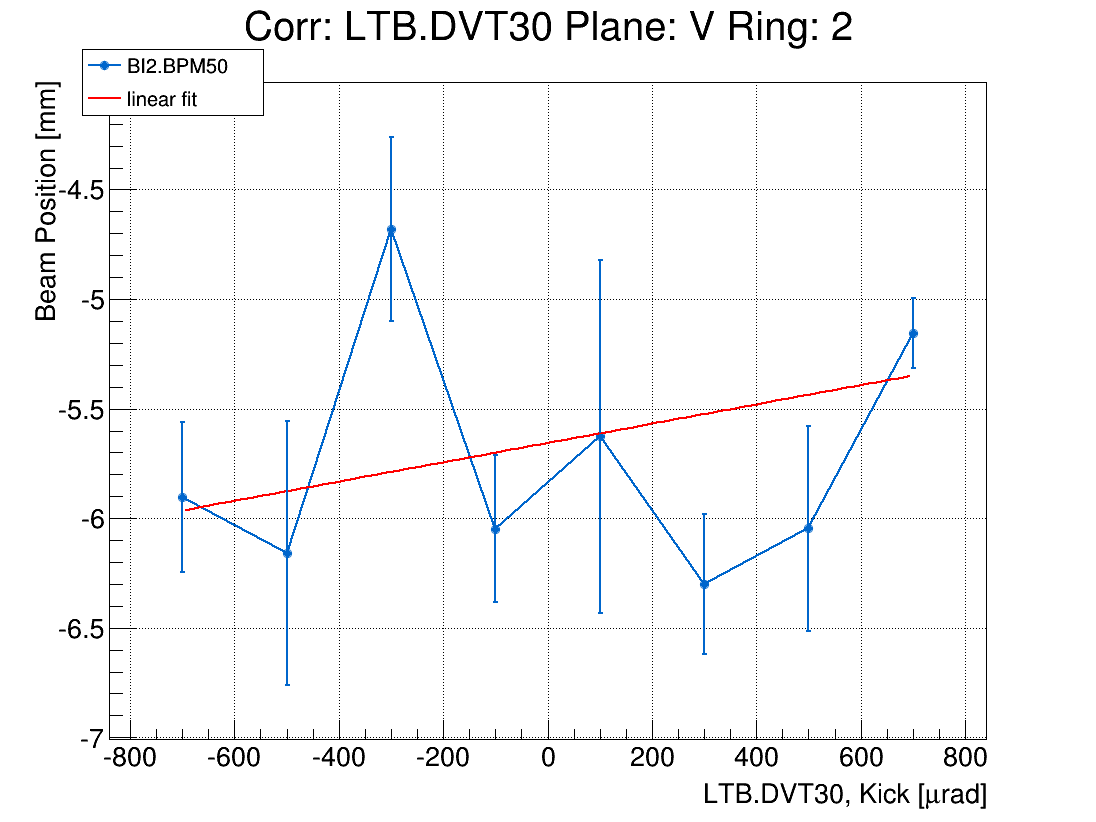 Corr: LTB.DVT30 Plane: V Ring: 2
BI2.BPM50
linear fit
Beam Position [mm]
-4.5
-5
-5.5
-6
-6.5
-7
-800 -600 -400 -200 0 200 400 600 800
LTB.DVT30, Kick [μrad]